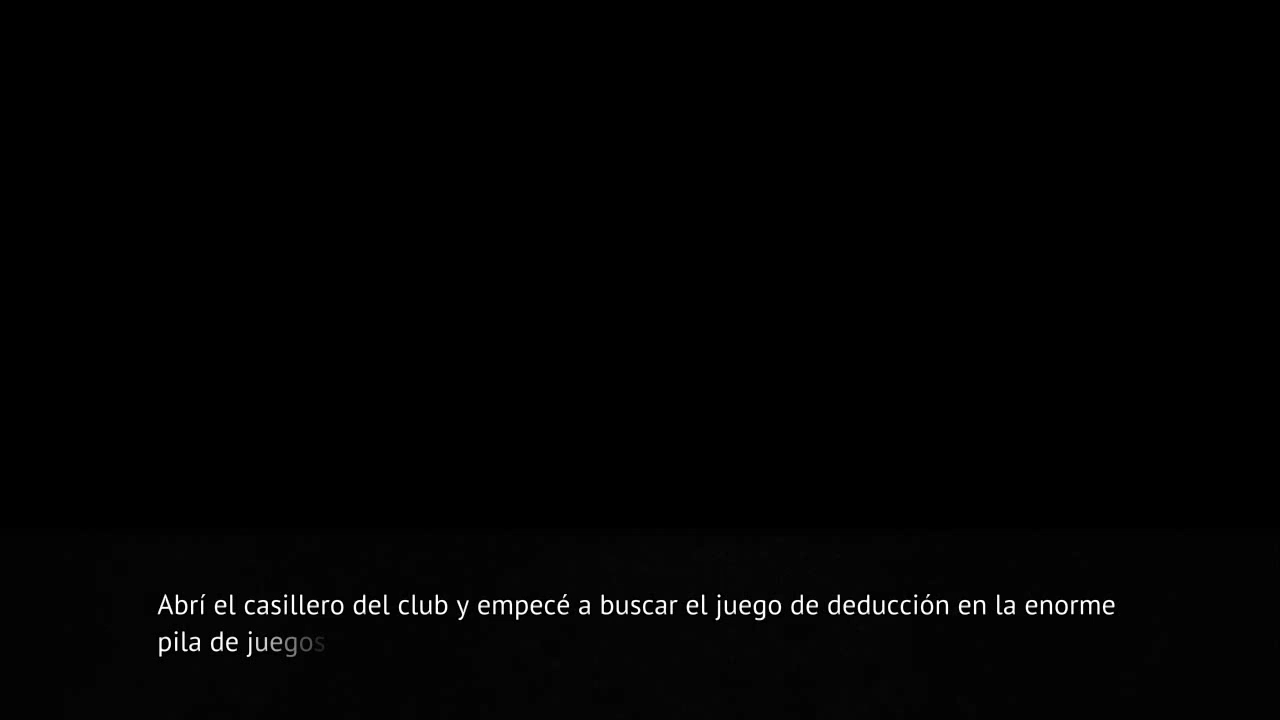 Abrí el casillero del club y empecé a buscar el juego de deducción en la enorme
pila de juegos